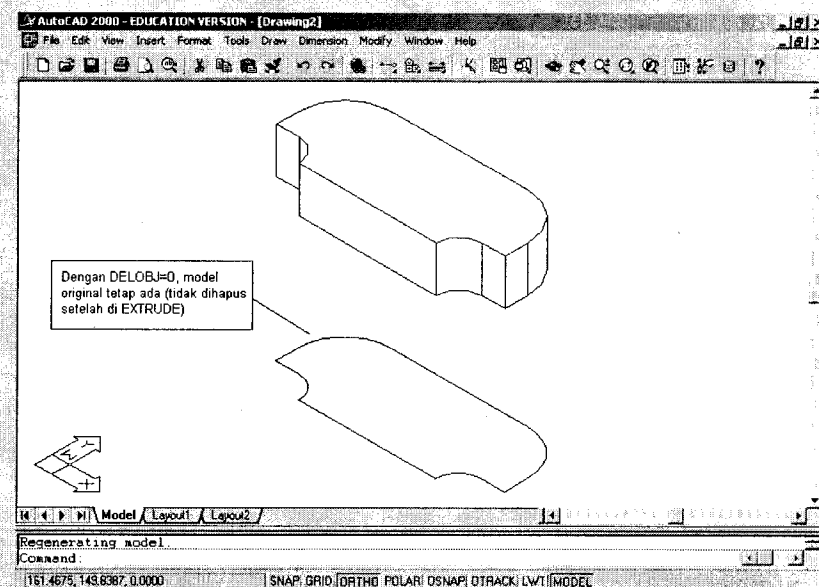 AutoCAD 2000 - EDUCATION VERSION - [Drawing2]
File Edit View Insert Format Tools Draw Dimension Modify Window Help
Dengan DELOBJ=0, model
original tetap ada (tidak dihapus
setelah di EXTRUDE)
Y
W
Model Layout1 Layout2
Regenerating model.
Command:
151.4675, 149.8387, 0.0000 SNAP GRID ORTHO POLAR OSNAP OTRACK LWT MODEL